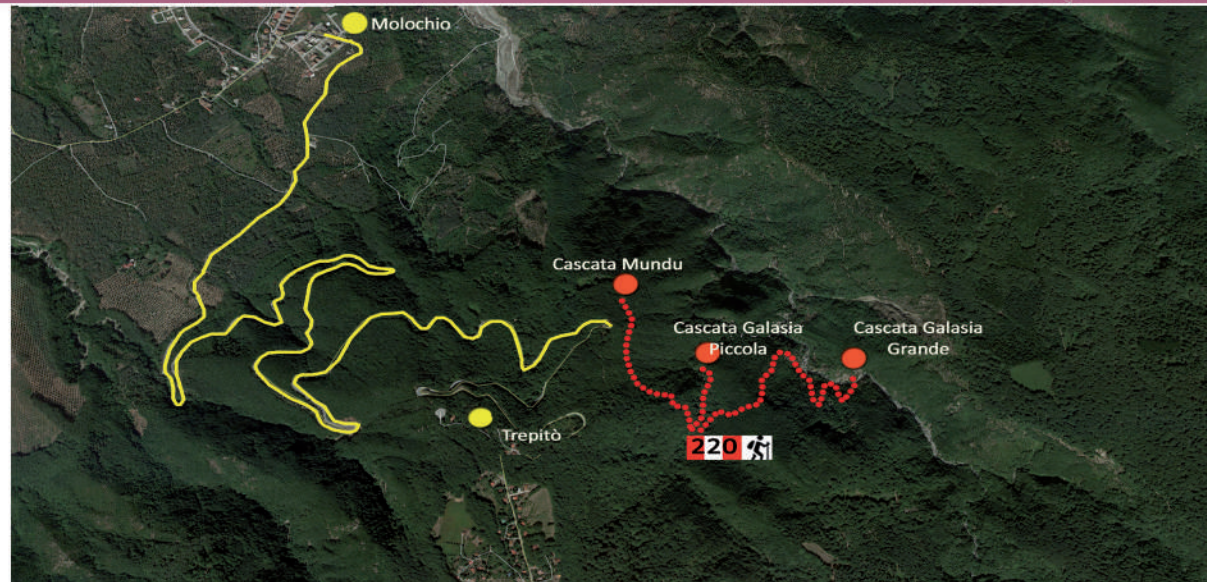 Molochio
Cascata Mundu
Cascata Galasia
Piccola
Cascata Galasia
Grande
Trepitò
220